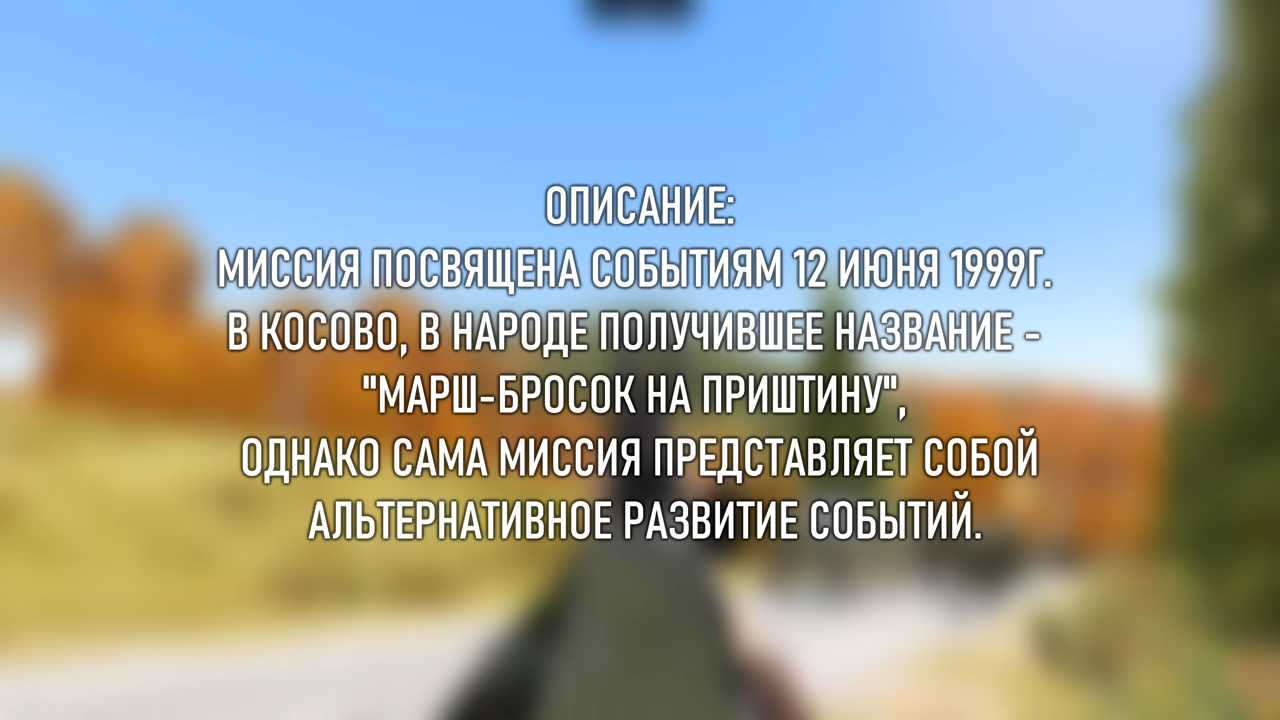 ОПИСАНИЕ:
МИССИЯ ПОСВЯЩЕНА СОБЫТИЯМ 12 ИЮНЯ 1999Г.
В КОСОВО, В НАРОДЕ ПОЛУЧИВШЕЕ НАЗВАНИЕ -
"МАРШ-БРОСОК НА ПРИШТИНУ",
ОДНАКО САМА МИССИЯ ПРЕДСТАВЛЯЕТ СОБОЙ
АЛЬТЕРНАТИВНОЕ РАЗВИТИЕ СОБЫТИЙ.